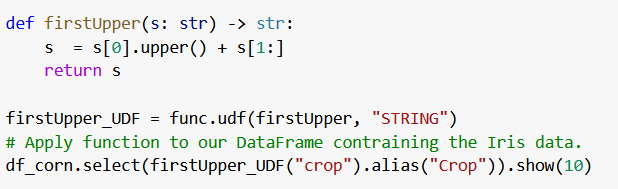 def firstUpper(s: str) -> str:
    s  = s[0].upper() + s[1:]
    return s

firstUpper_UDF = func.udf(firstUpper, "STRING")
# Apply function to our DataFrame contraining the Iris data.
df_corn.select(firstUpper_UDF("crop").alias("Crop")).show(10)